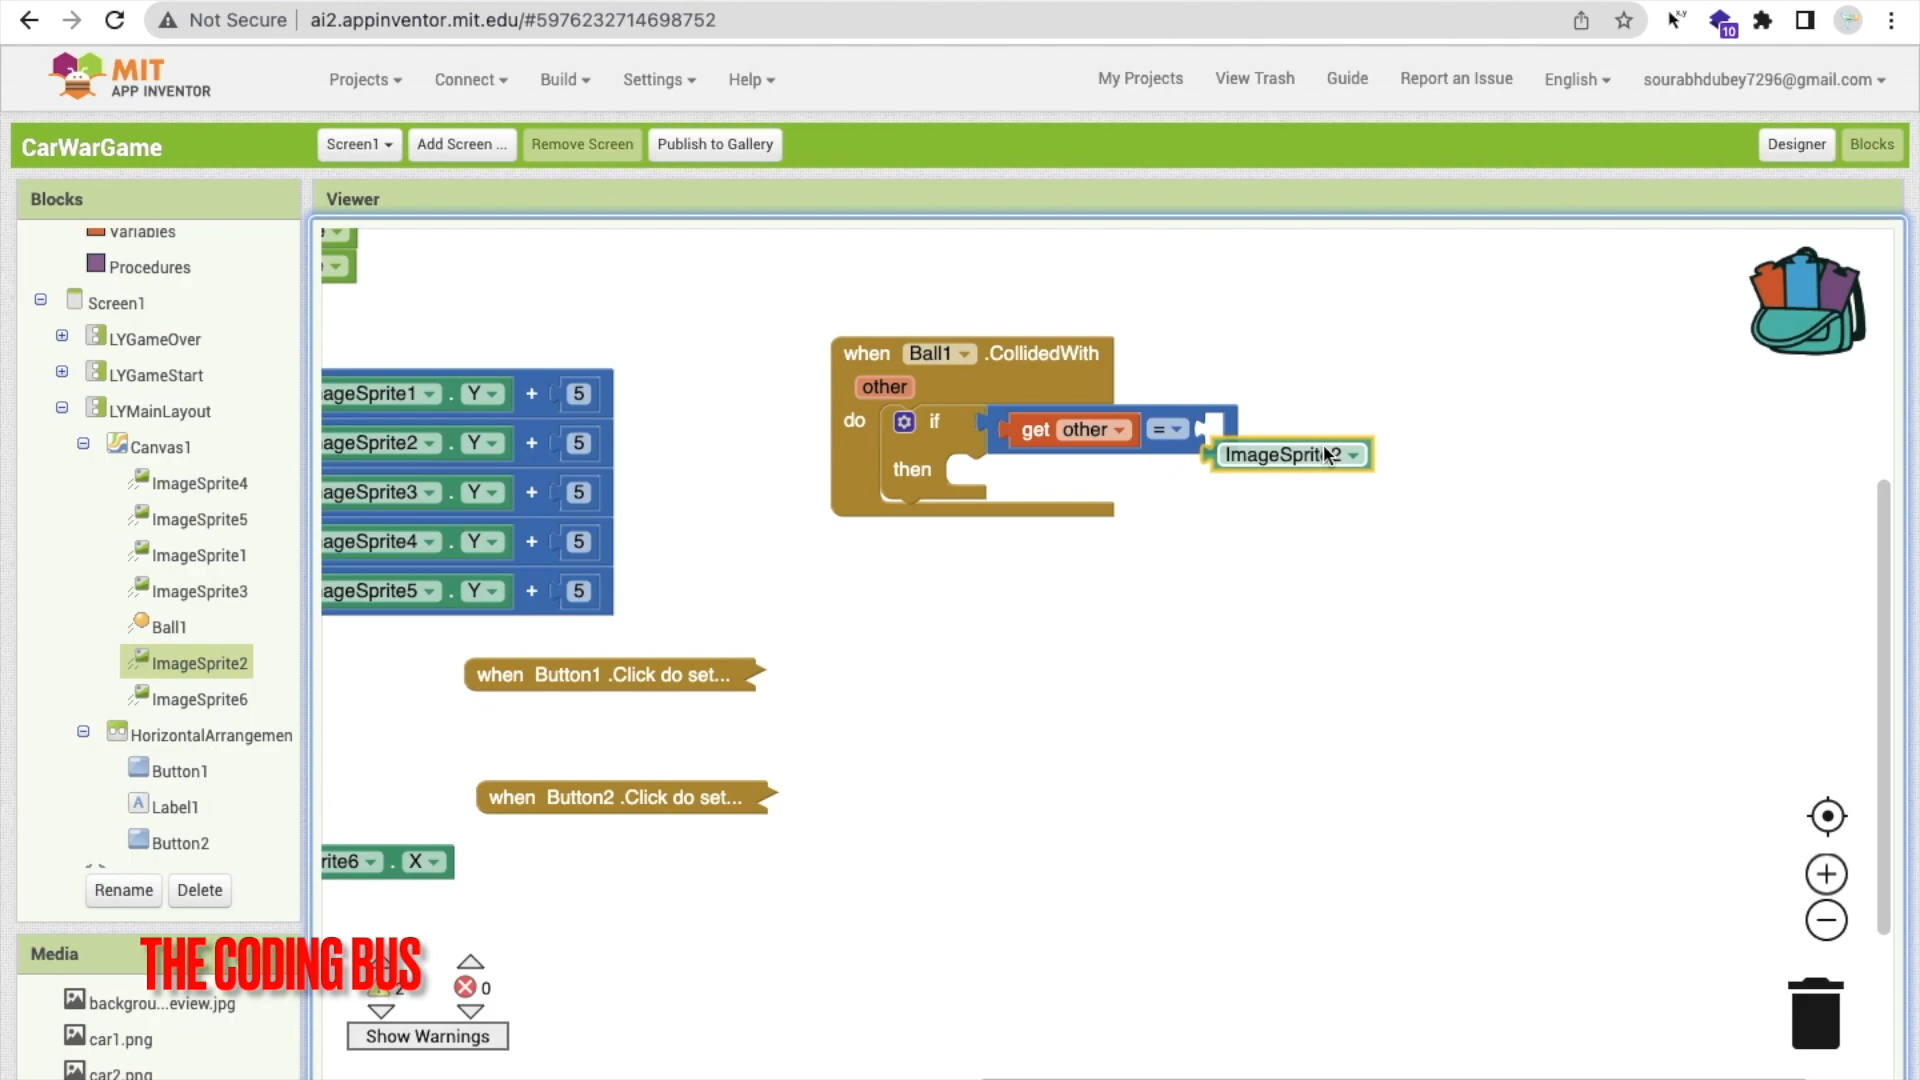 Not Secure
ai2.appinventor.mit.edu/#5976232714698752
10
MIT
APP INVENTOR
Projects
Connect
Build
Settings
Help
My Projects
View Trash
Guide
Report an Issue
English
sourabhdubey7296@gmail.com
CarWarGame
Screen1
Add Screen ...
Remove Screen
Publish to Gallery
Designer
Blocks
Blocks
Viewer
Variables
Procedures
Screen1
LYGameOver
LYGameStart
LYMainLayout
Canvas1
ImageSprite4
ImageSprite5
ImageSprite1
ImageSprite3
Ball1
ImageSprite2
ImageSprite6
HorizontalArrangemen
Button1
A Label1
Button2
Rename
Delete
Media
THE CODING BUS
backgrou...eview.jpg
car1.png
car2.png
ageSprite1 . Y + 5
ageSprite2 . Y + 5
ageSprite3 . Y + 5
ageSprite4 . Y + 5
ageSprite5 . Y + 5
when Ball1 .CollidedWith
other
do if get other =
ImageSprite2
then
when Button1 .Click do set...
when Button2 .Click do set...
rite6 . X
2
0
Show Warnings